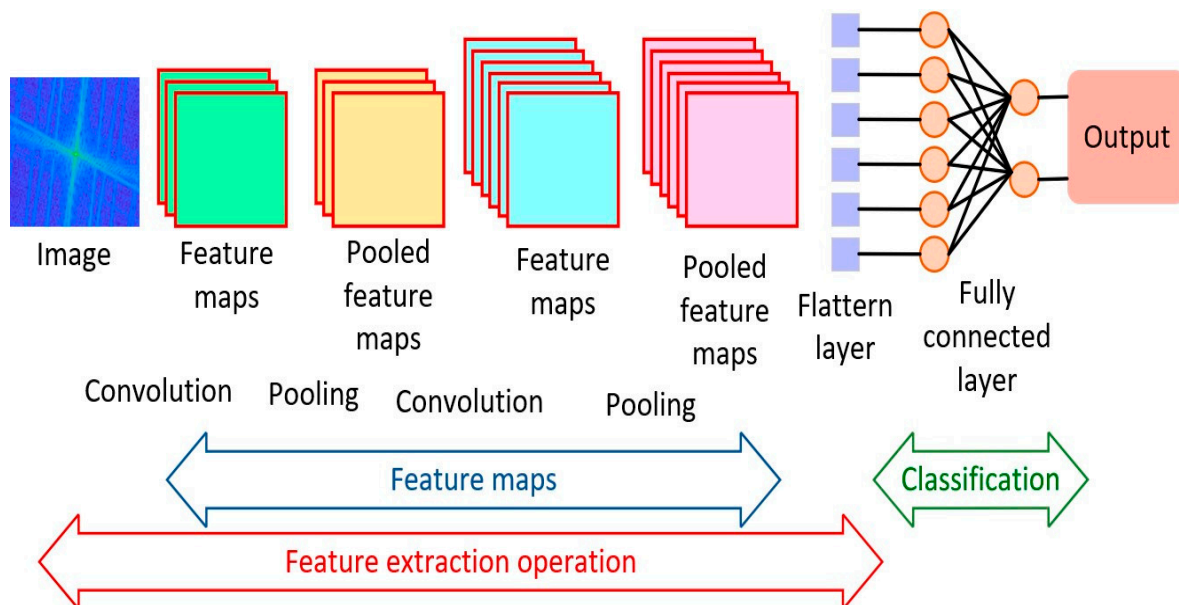 Output
Image
Feature
maps
Pooled
feature
maps
Feature
maps
Pooled
feature
maps
Flattern
layer
Fully
connected
layer
Convolution
Pooling
Convolution
Pooling
Feature maps
Classification
Feature extraction operation